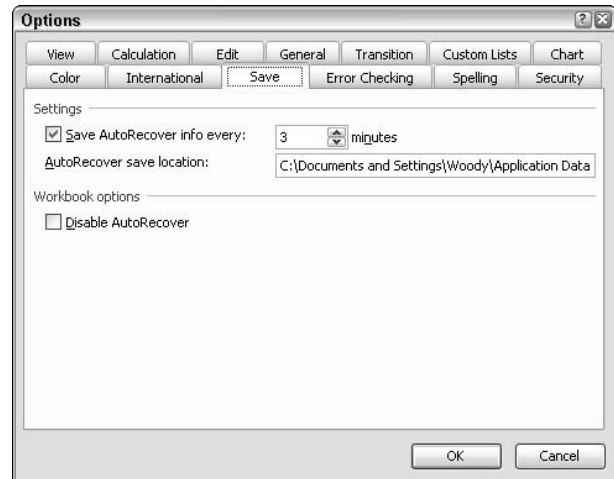 Options
View Calculation Edit General Transition Custom Lists Chart
Color International Save Error Checking Spelling Security
Settings
Save AutoRecover info every: 3 minutes
AutoRecover save location: C:\Documents and Settings\Woody\Application Data
Workbook options
Disable AutoRecover
OK Cancel